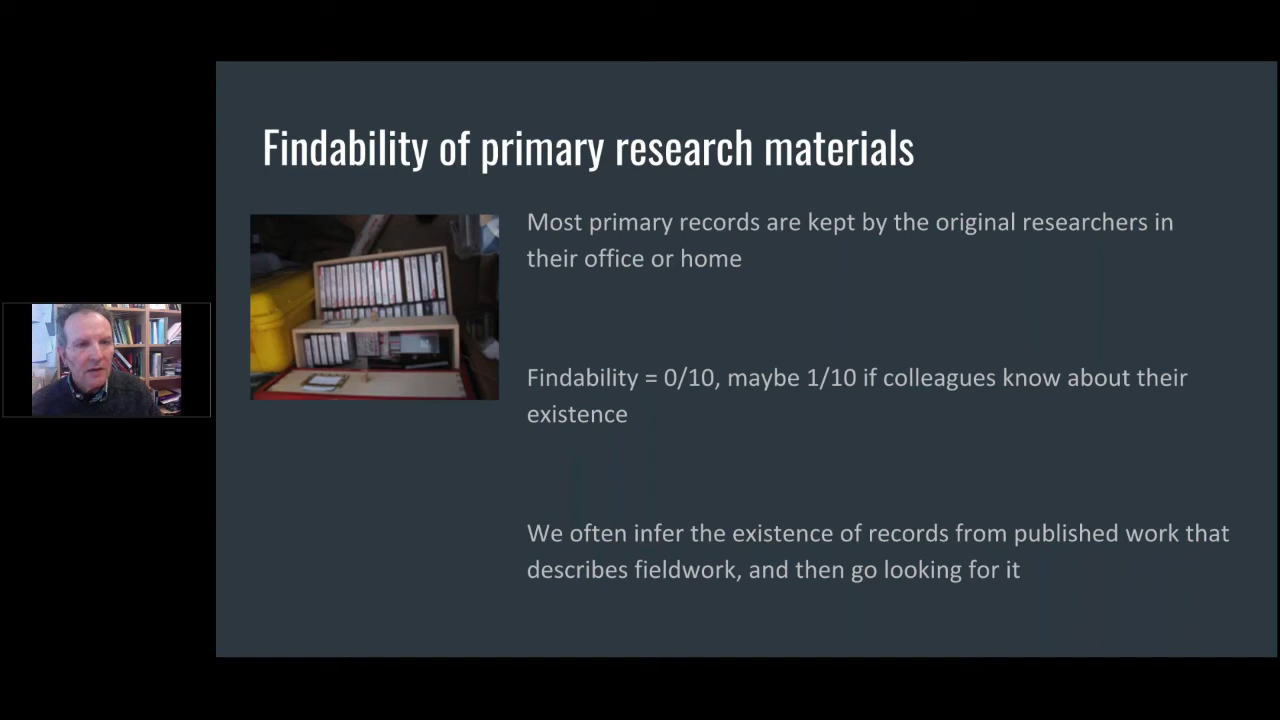 Findability of primary research materials
Most primary records are kept by the original researchers in
their office or home
Findability = 0/10, maybe 1/10 if colleagues know about their
existence
We often infer the existence of records from published work that
describes fieldwork, and then go looking for it